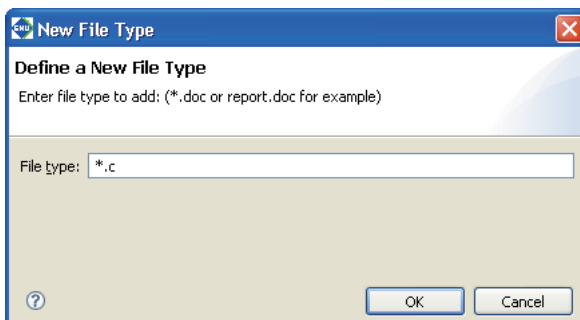 GNU New File Type
Define a New File Type
Enter file type to add: (*.doc or report.doc for example)
File type: *.c
?
OK Cancel